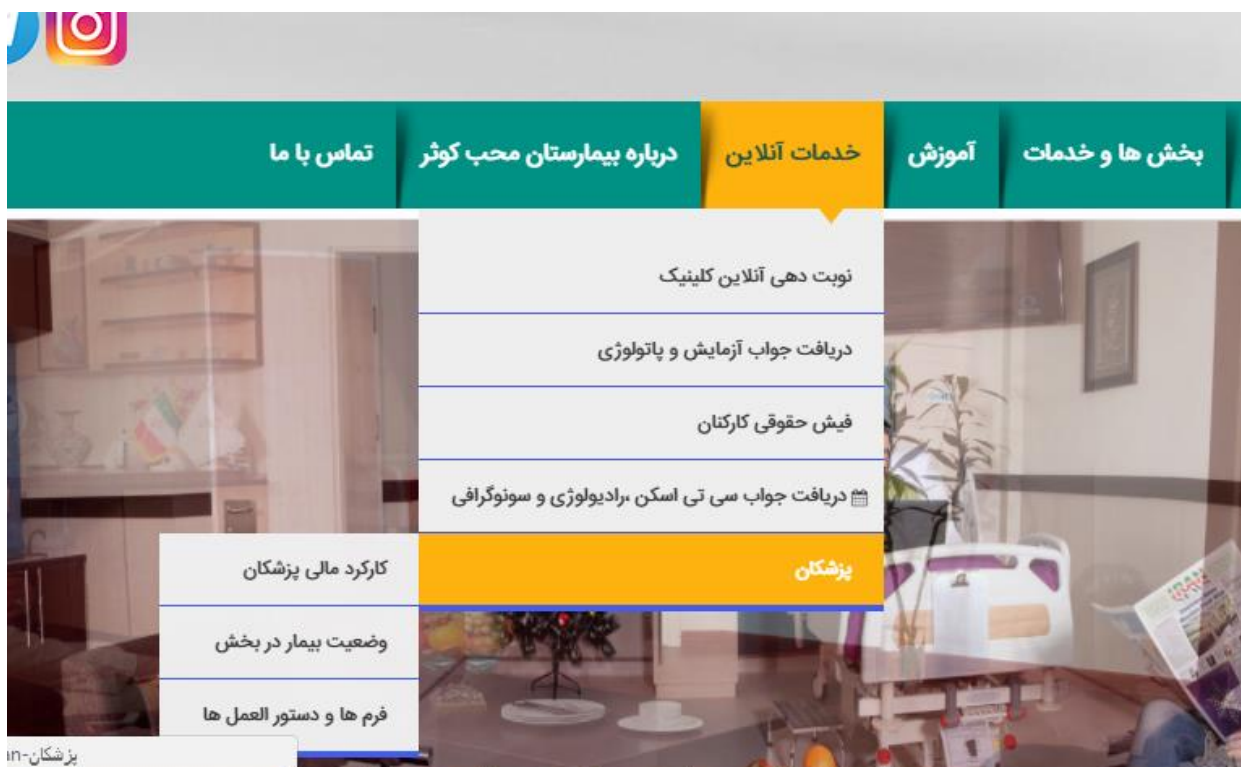 بخش ها و خدمات
آموزش
خدمات آنلاین
درباره بیمارستان محب کوثر
تماس با ما
نوبت دهی آنلاین کلینیک
دریافت جواب آزمایش و پاتولوژی
فیش حقوقی کارکنان
دریافت جواب سی تی اسکن ،رادیولوژی و سونوگرافی
پزشکان
کارکرد مالی پزشکان
وضعیت بیمار در بخش
فرم ها و دستور العمل ها
پزشکان-